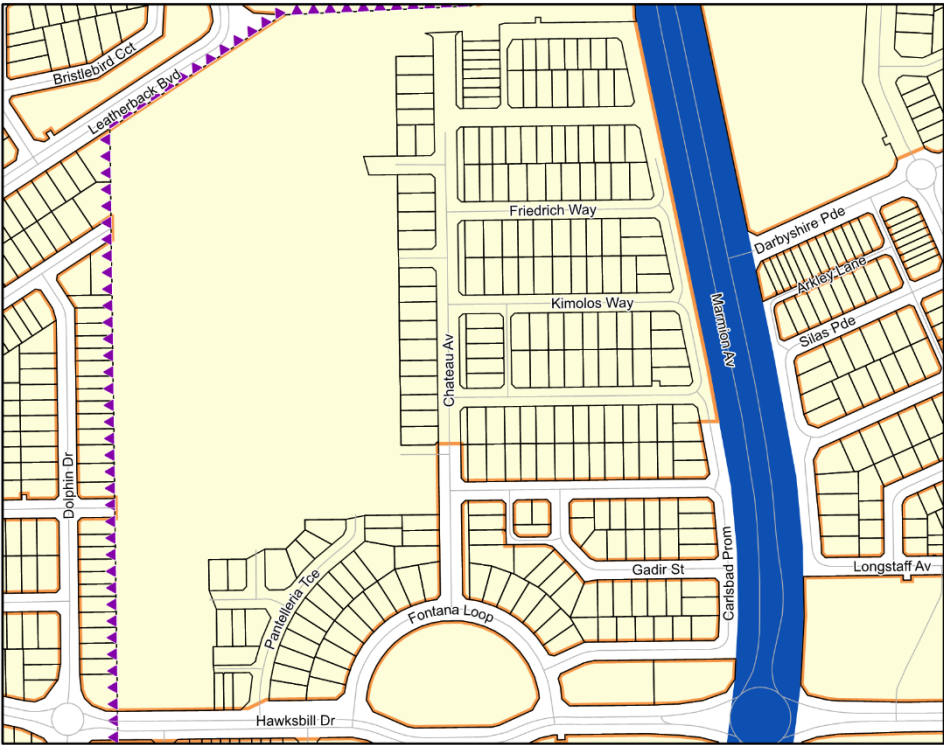 Bristlebird Cct
Leatherback Blvd
Friedrich Way
Darbyshire Pde
Arkley Lane
Kimolos Way
Marmion Av
Silas Pde
Chateau Av
Dolphin Dr
Gadir St
Carlsbad Prom
Longstaff Av
Pantelleria Tce
Fontana Loop
Hawksbill Dr